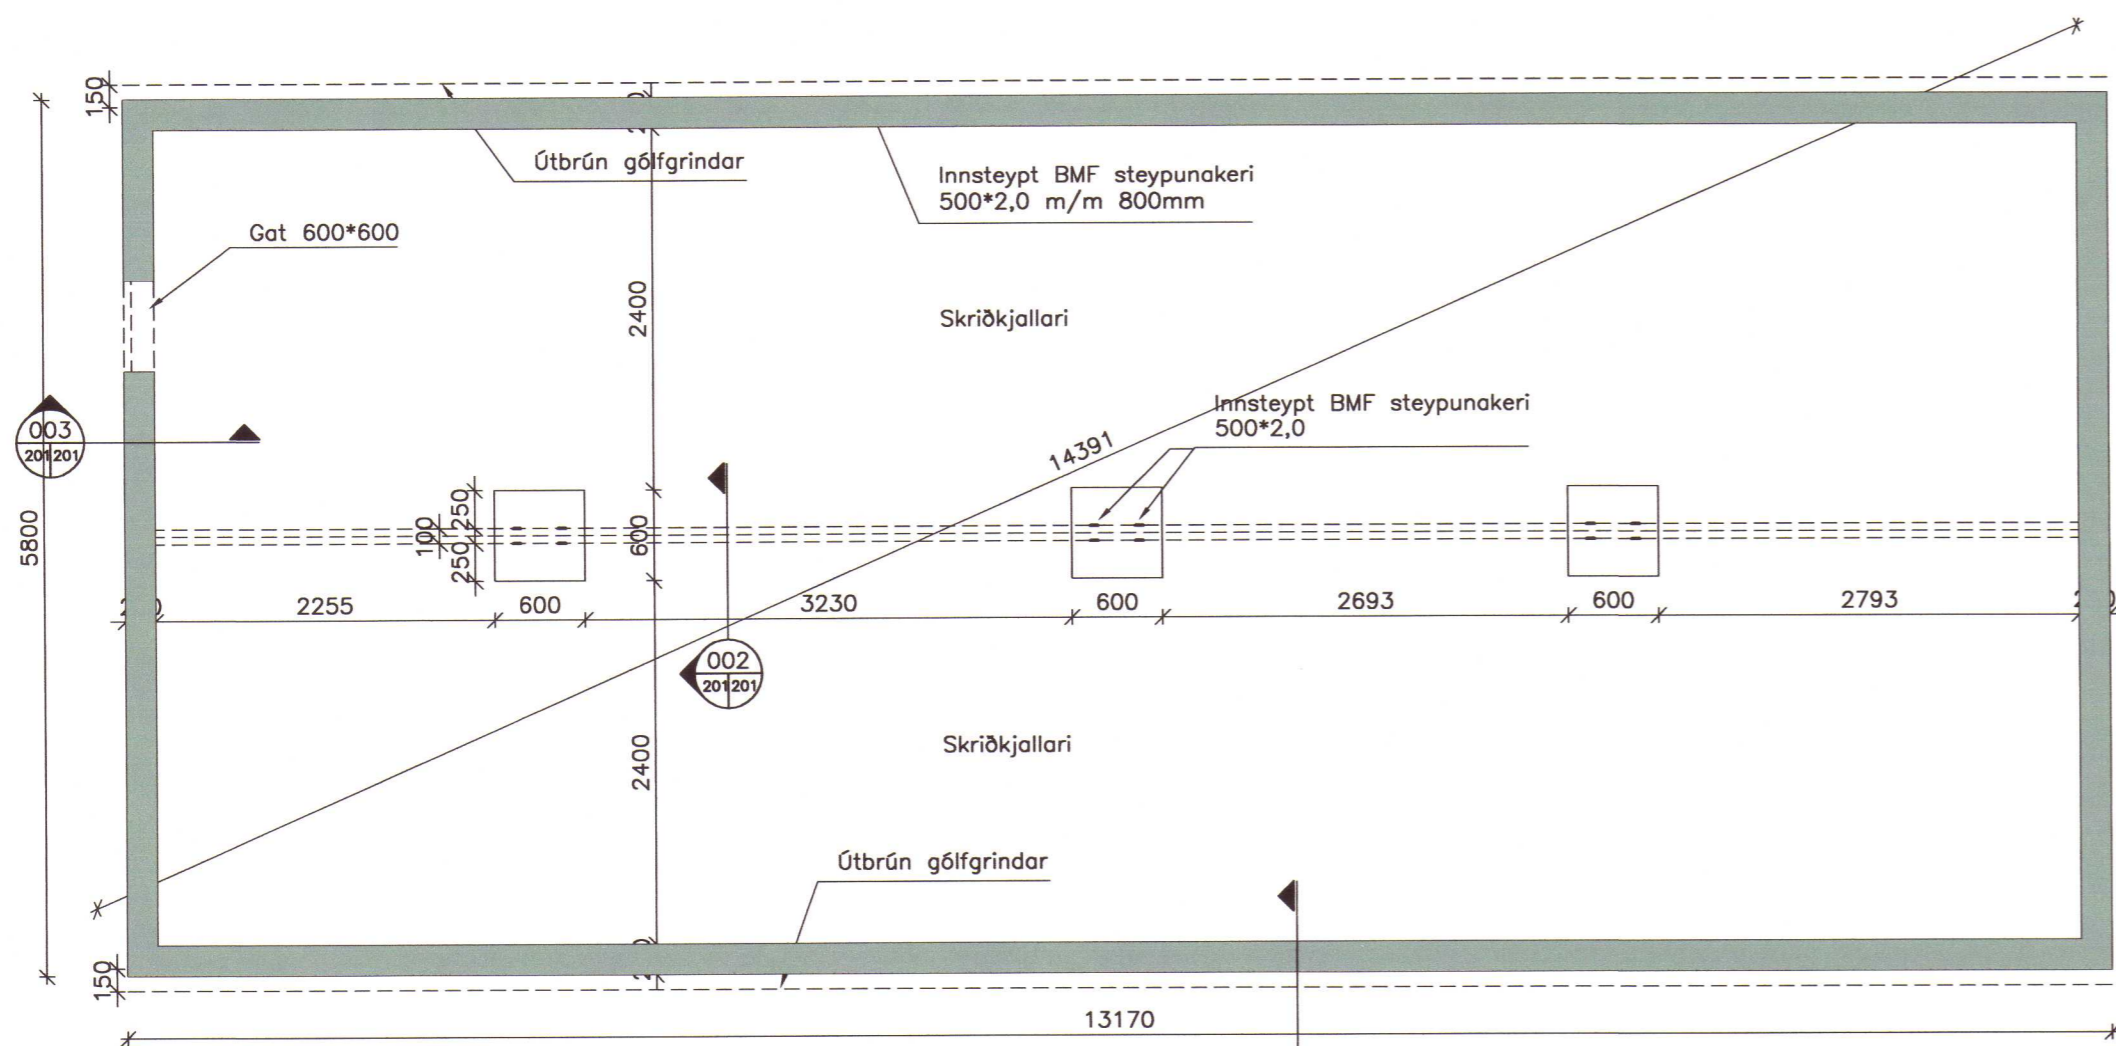 150
Útbrún gólfgrindar
Innsteypt BMF steypunakeri
500*2,0 m/m 800mm
Gat 600*600
2400
Skriðkjallari
Innsteypt BMF steypunakeri
500*2,0
003
201 201
14391
5800
250
100
250
600
2255
600
3230
600
2693
600
2793
002
201 201
Skriðkjallari
2400
Útbrún gólfgrindar
150
13170